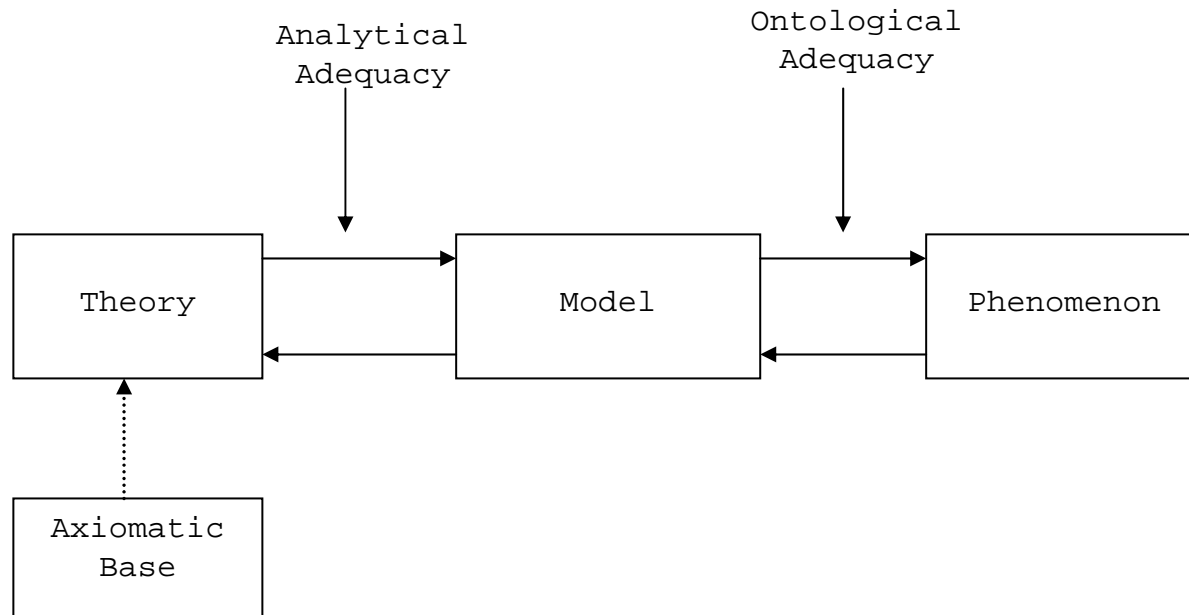 Analytical
Adequacy
Ontological
Adequacy
Theory
Model
Phenomenon
Axiomatic
Base